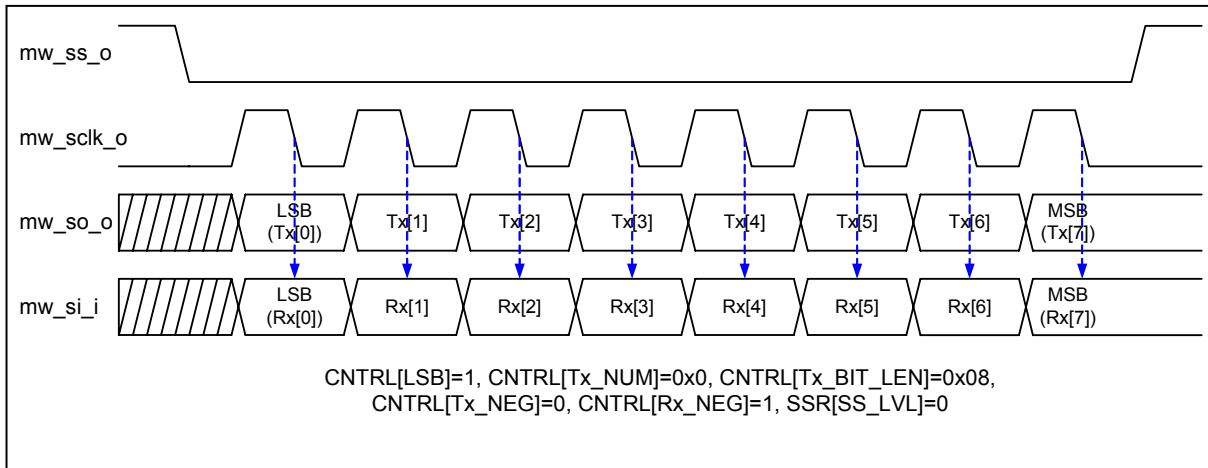 mw_ss_o
mw_sclk_o
mw_so_o
LSB
(Tx[0])
Tx[1]
Tx[2]
Tx[3]
Tx[4]
Tx[5]
Tx[6]
MSB
(Tx[7])
mw_si_i
LSB
(Rx[0])
Rx[1]
Rx[2]
Rx[3]
Rx[4]
Rx[5]
Rx[6]
MSB
(Rx[7])
CNTRL[LSB]=1, CNTRL[Tx_NUM]=0x0, CNTRL[Tx_BIT_LEN]=0x08,
CNTRL[Tx_NEG]=0, CNTRL[Rx_NEG]=1, SSR[SS_LVL]=0